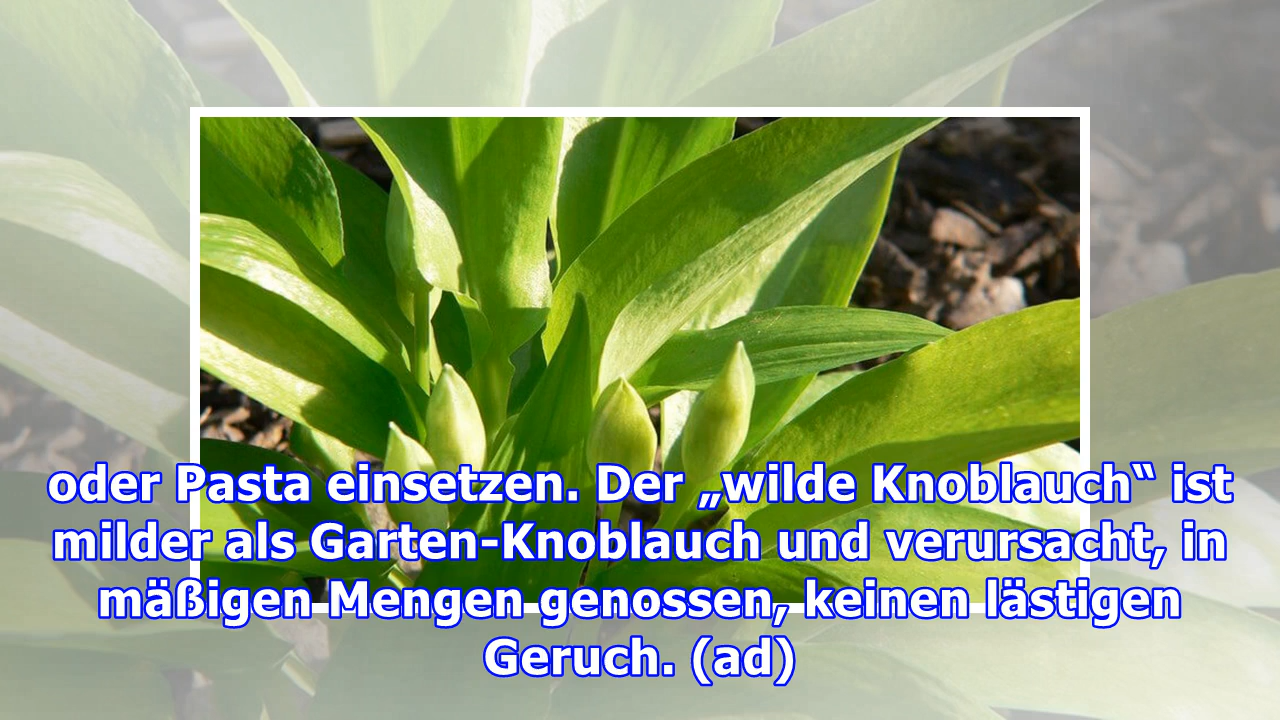 oder Pasta einsetzen. Der „wilde Knoblauch“ ist
milder als Garten-Knoblauch und verursacht, in
mäßigen Mengen genossen, keinen lästigen
Geruch. (ad)